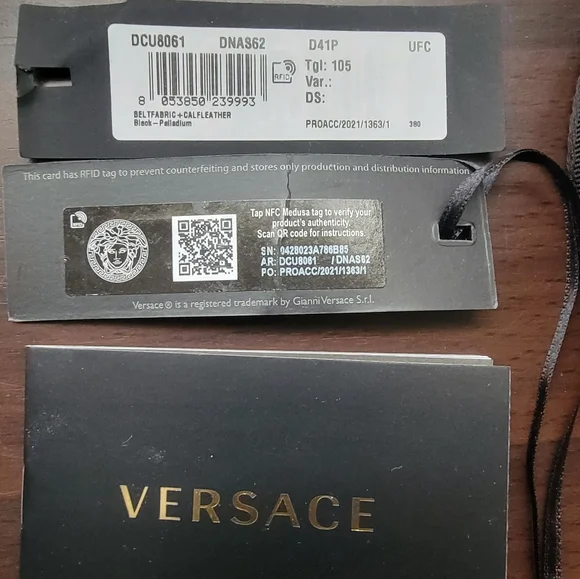 DCU8061 DNAS62 D41P UFC
Tgl: 105
Var.:
DS:
RFID
8 053850 239993
BELTFABRIC+CALFLEATHER
Black-Palladium
PROACC/2021/1363/1 380
This card has RFID tag to prevent counterfeiting and stores only production and distribution information
Tap NFC Medusa tag to verify your
product's authenticity.
Scan QR code for instructions
SN: 0428023A786B85
AR: DCU8061 /DNAS62
PO: PROACC/2021/1363/1
Versace® is a registered trademark by Gianni Versace S.r.l.
VERSACE